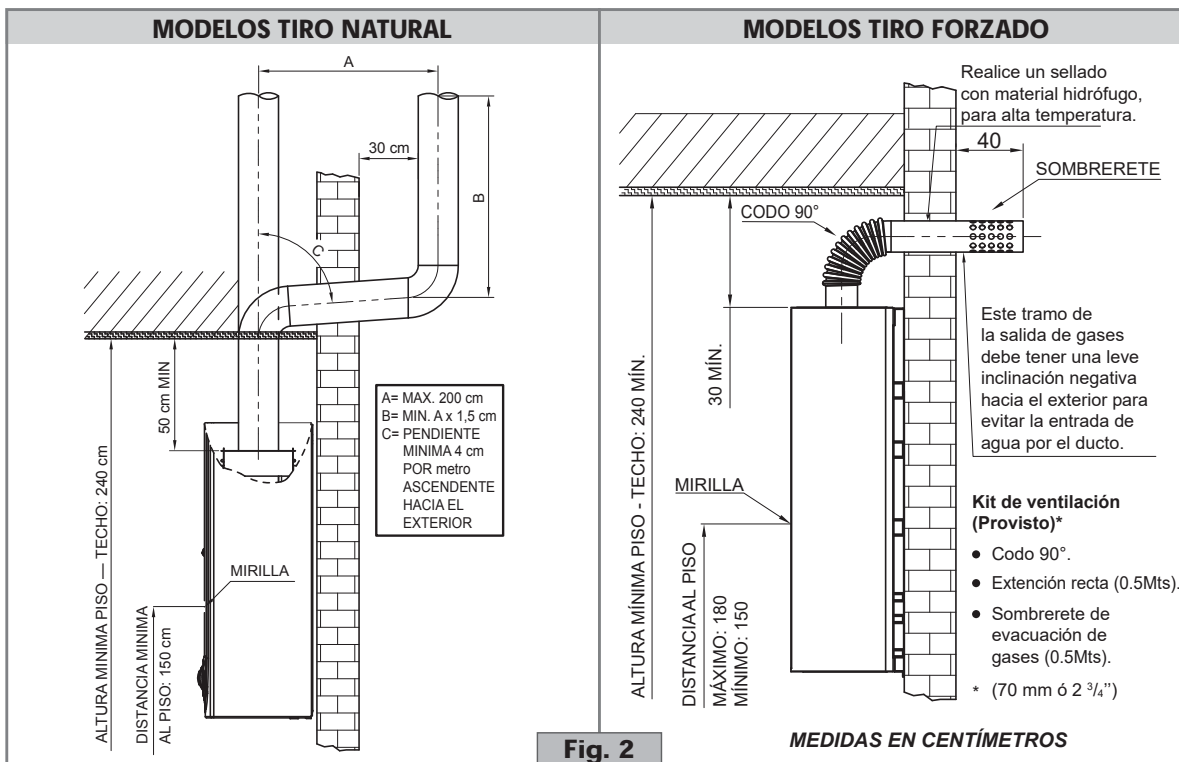 MODELOS TIRO NATURAL
A
30 cm
B
C
50 cm MIN
A= MAX. 200 cm
B= MIN. A x 1,5 cm
C= PENDIENTE
MINIMA 4 cm
POR metro
ASCENDENTE
HACIA EL
EXTERIOR
ALTURA MINIMA PISO — TECHO: 240 cm
MIRILLA
DISTANCIA MINIMA
AL PISO: 150 cm
MODELOS TIRO FORZADO
Realice un sellado
con material hidrófugo,
para alta temperatura.
40
SOMBRERETE
CODO 90°
30 MÍN.
Este tramo de
la salida de gases
debe tener una leve
inclinación negativa
hacia el exterior para
evitar la entrada de
agua por el ducto.
ALTURA MÍNIMA PISO - TECHO: 240 MÍN.
MIRILLA
DISTANCIA AL PISO
MÁXIMO: 180
MÍNIMO: 150
Kit de ventilación
(Provisto)*
• Codo 90°.
• Extención recta (0.5Mts).
• Sombrerete de
evacuación de
gases (0.5Mts).
* (70 mm ó 2 3/4’’)
MEDIDAS EN CENTÍMETROS
Fig. 2